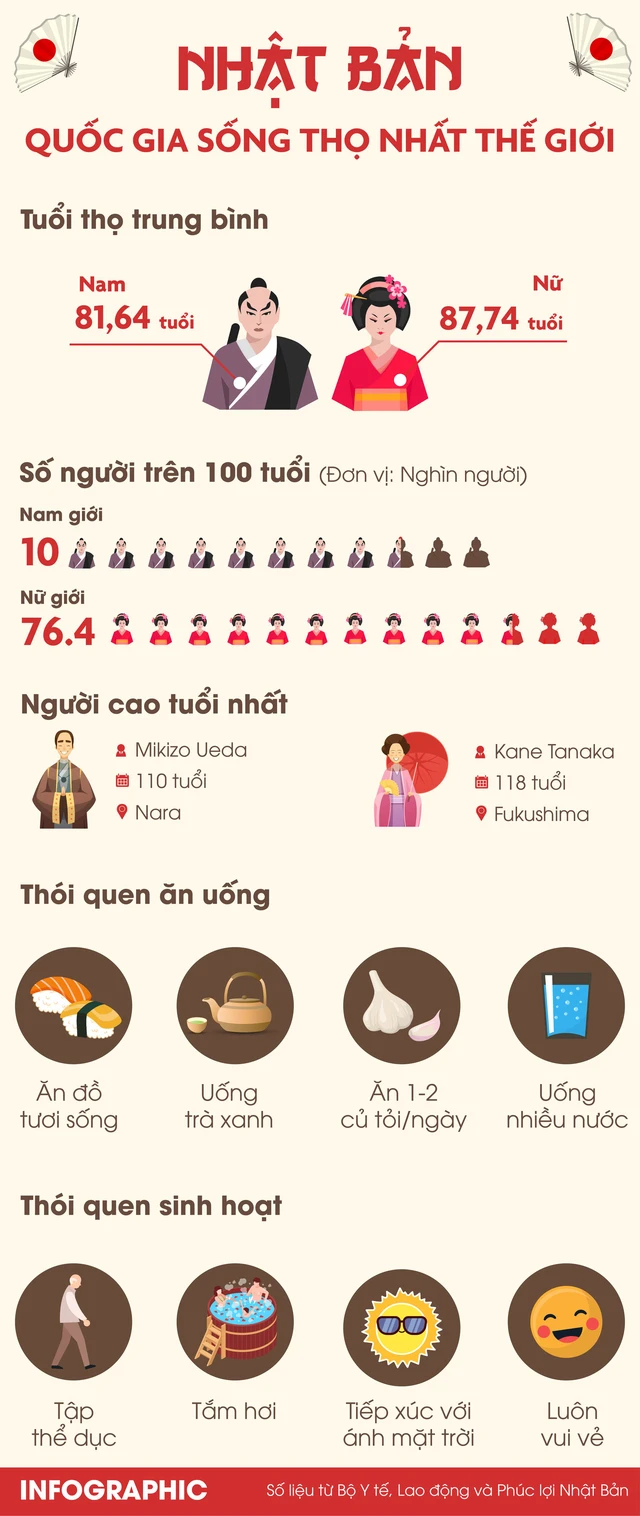 NHẬT BẢN
QUỐC GIA SỐNG THỌ NHẤT THẾ GIỚI
Tuổi thọ trung bình
Nam
81,64 tuổi
Nữ
87,74 tuổi
Số người trên 100 tuổi (Đơn vị: Nghìn người)
Nam giới
10
Nữ giới
76.4
Người cao tuổi nhất
Mikizo Ueda
110 tuổi
Nara
Kane Tanaka
118 tuổi
Fukushima
Thói quen ăn uống
Ăn đồ
tươi sống
Uống
trà xanh
Ăn 1-2
củ tỏi/ngày
Uống
nhiều nước
Thói quen sinh hoạt
Tập
thể dục
Tắm hơi
Tiếp xúc với
ánh mặt trời
Luôn
vui vẻ
INFOGRAPHIC
Số liệu từ Bộ Y tế, Lao động và Phúc lợi Nhật Bản